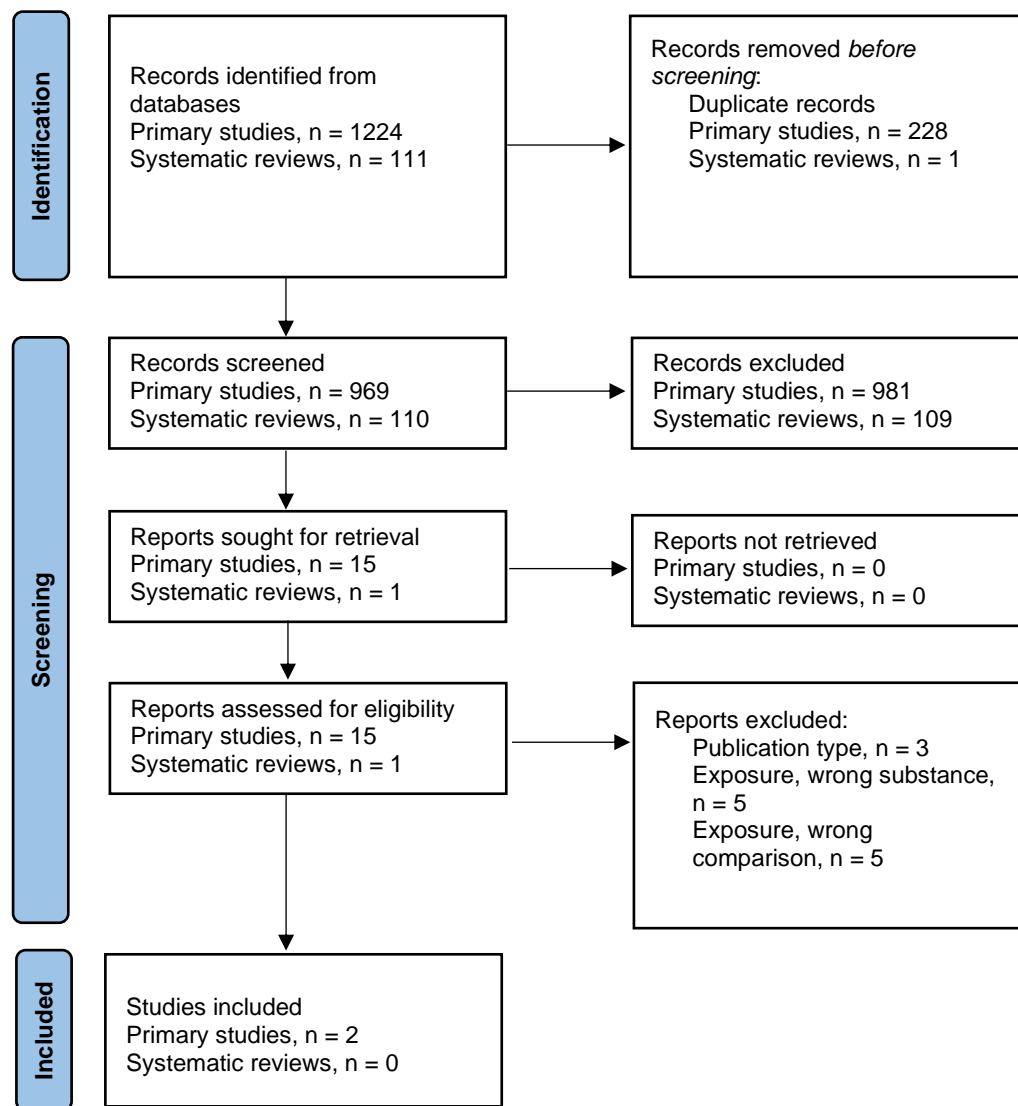 Identification
Records identified from
databases
Primary studies, n = 1224
Systematic reviews, n = 111
Records removed before
screening:
Duplicate records
Primary studies, n = 228
Systematic reviews, n = 1
Screening
Records screened
Primary studies, n = 969
Systematic reviews, n = 110
Records excluded
Primary studies, n = 981
Systematic reviews, n = 109
Reports sought for retrieval
Primary studies, n = 15
Systematic reviews, n = 1
Reports not retrieved
Primary studies, n = 0
Systematic reviews, n = 0
Reports assessed for eligibility
Primary studies, n = 15
Systematic reviews, n = 1
Reports excluded:
Publication type, n = 3
Exposure, wrong substance,
n = 5
Exposure, wrong
comparison, n = 5
Included
Studies included
Primary studies, n = 2
Systematic reviews, n = 0